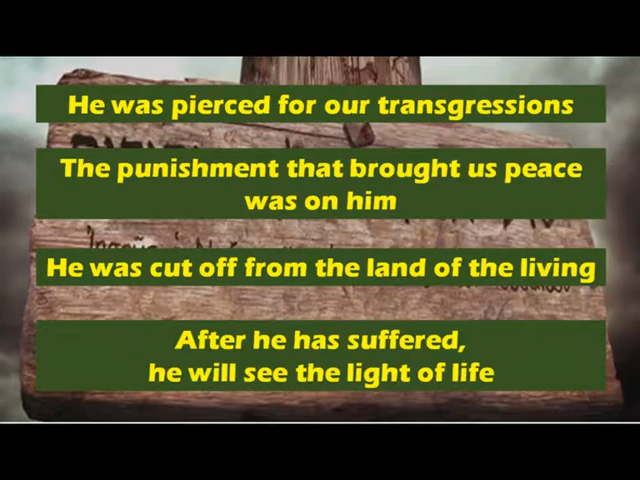 He was pierced for our transgressions
The punishment that brought us peace
was on him
He was cut off from the land of the living
After he has suffered,
he will see the light of life